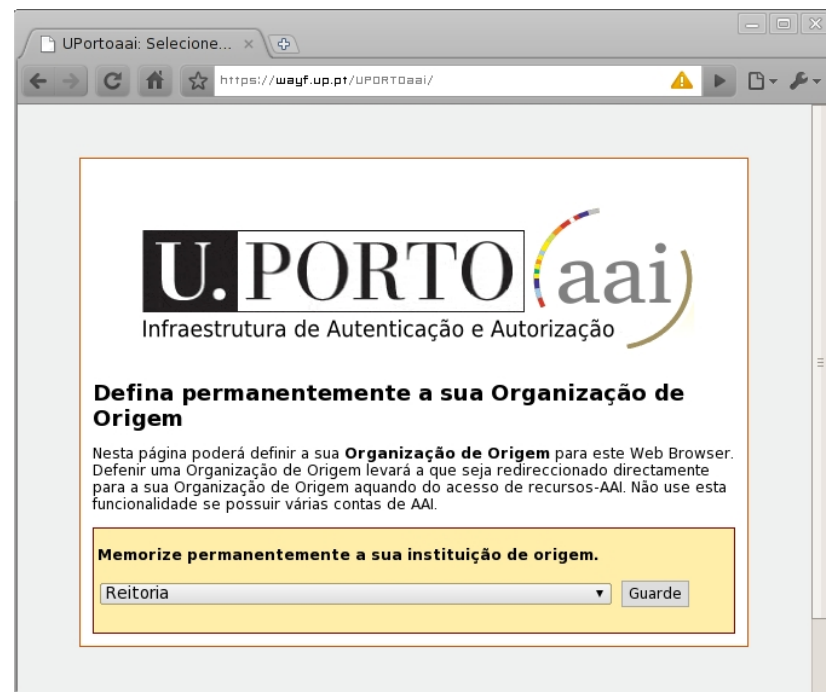 UPortoaai: Selecione...
https://wayf.up.pt/UPORTOaai/
U. PORTO aai
Infraestrutura de Autenticação e Autorização
Defina permanentemente a sua Organização de
Origem
Nesta página poderá definir a sua Organização de Origem para este Web Browser.
Defenir uma Organização de Origem levará a que seja redireccionado directamente
para a sua Organização de Origem aquando do acesso de recursos-AAI. Não use esta
funcionalidade se possuir várias contas de AAI.
Memorize permanentemente a sua instituição de origem.
Reitoria
Guarde